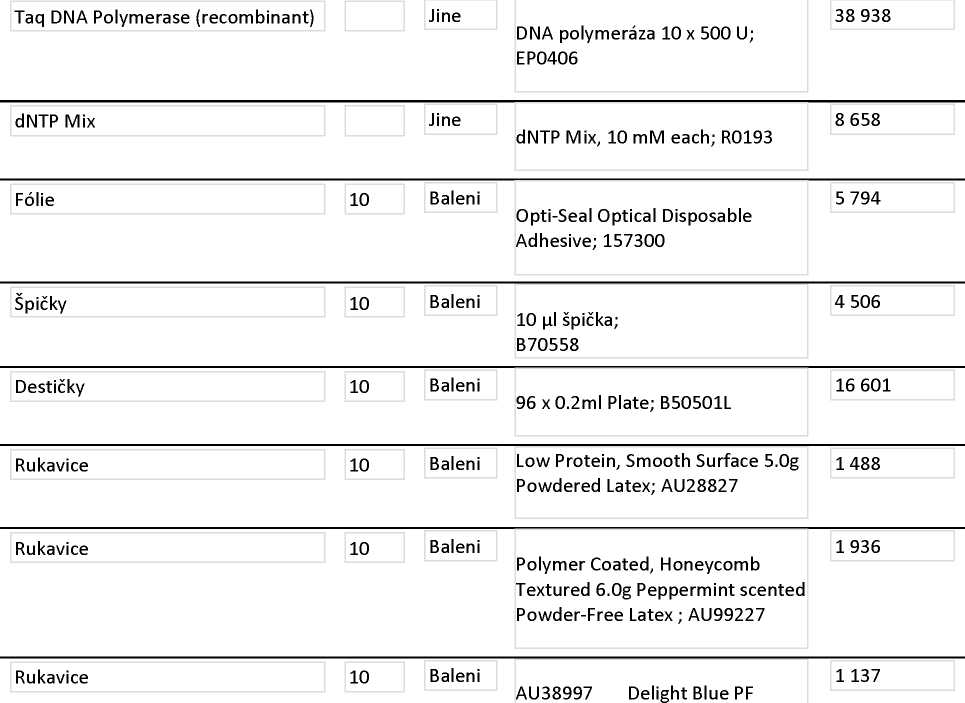 Taq DNA Polymerase (recombinant) Jine 38 938
DNA polymeráza 10 x 500 U;
EP0406
dNTP Mix Jine 8 658
dNTP Mix, 10 mM each; R0193
Fólie 10 Baleni 5 794
Opti-Seal Optical Disposable
Adhesive; 157300
Špičky 10 Baleni 4 506
10 µl špička;
B70558
Destičky 10 Baleni 16 601
96 x 0.2ml Plate; B50501L
Rukavice 10 Baleni Low Protein, Smooth Surface 5.0g 1 488
Powdered Latex; AU28827
Rukavice 10 Baleni 1 936
Polymer Coated, Honeycomb
Textured 6.0g Peppermint scented
Powder-Free Latex ; AU99227
Rukavice 10 Baleni 1 137
AU38997 Delight Blue PF